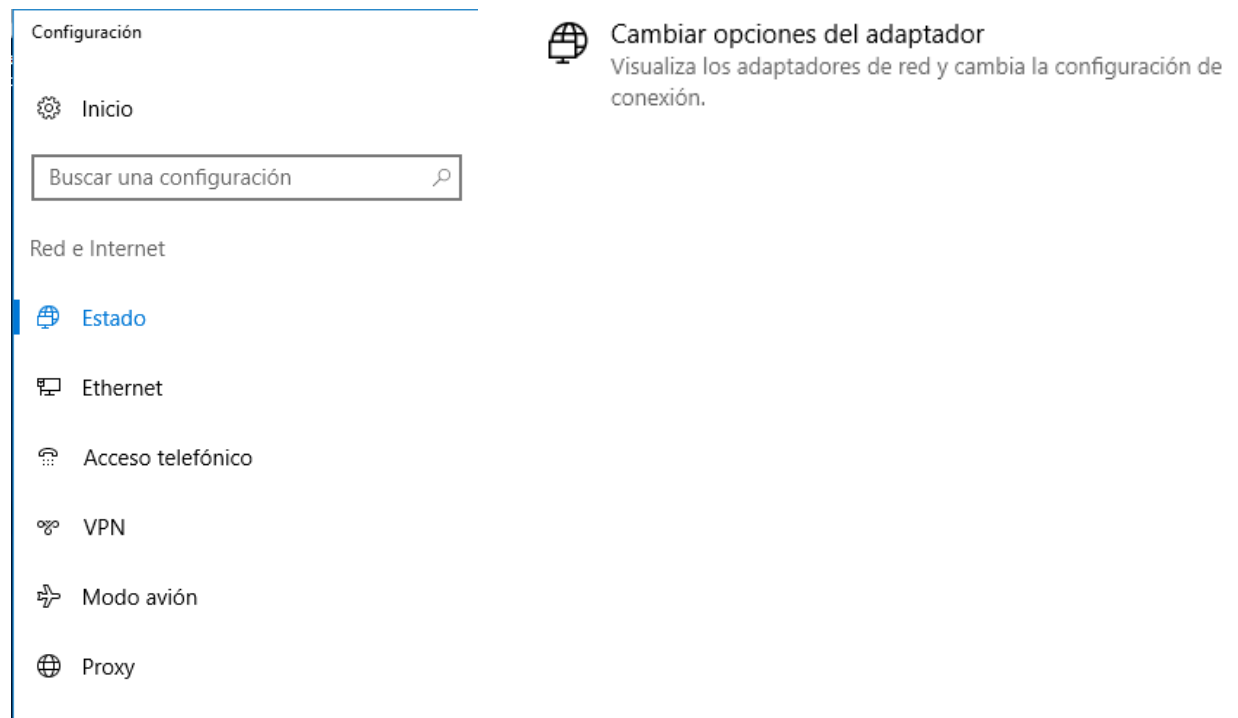 Configuración
Inicio
Buscar una configuración
Red e Internet
Estado
Ethernet
Acceso telefónico
VPN
Modo avión
Proxy
Cambiar opciones del adaptador
Visualiza los adaptadores de red y cambia la configuración de
conexión.